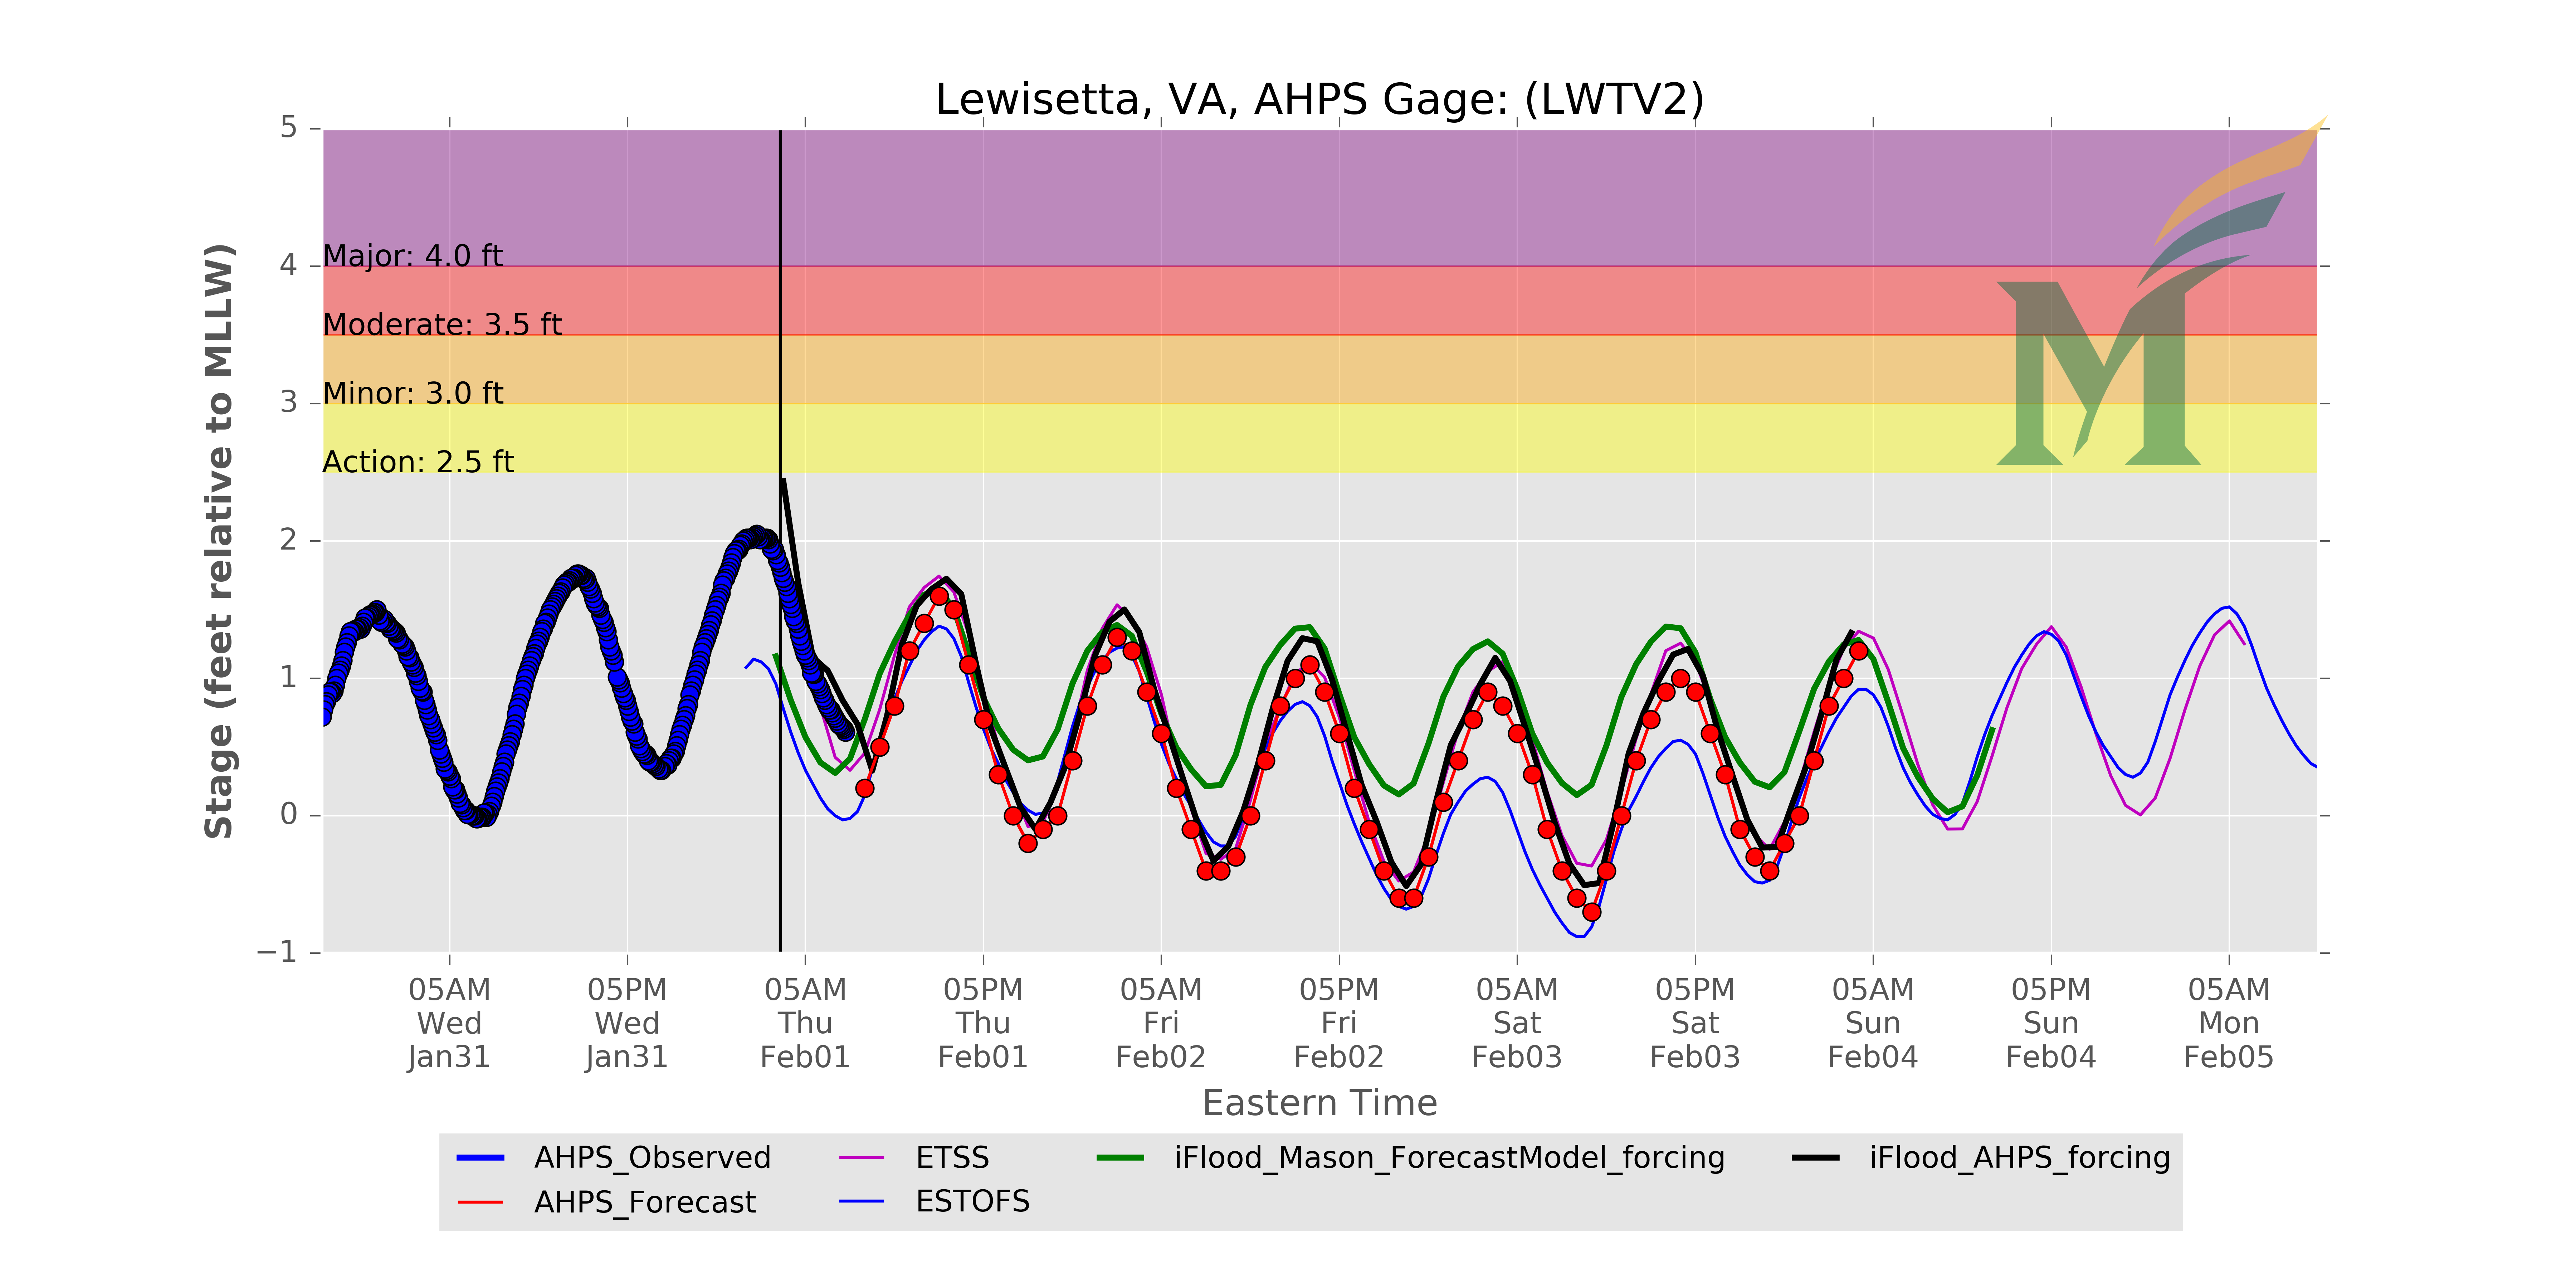 Lewisetta, VA, AHPS Gage: (LWTV2)
Stage (feet relative to MLLW)
5
4
3
2
1
0
−1
Major: 4.0 ft
Moderate: 3.5 ft
Minor: 3.0 ft
Action: 2.5 ft
05AM 05PM 05AM 05PM 05AM 05PM 05AM 05PM 05AM 05PM 05AM
Wed Wed Thu Thu Fri Fri Sat Sat Sun Sun Mon
Jan31 Jan31 Feb01 Feb01 Feb02 Feb02 Feb03 Feb03 Feb04 Feb04 Feb05
Eastern Time
AHPS_Observed ETSS iFlood_Mason_ForecastModel_forcing iFlood_AHPS_forcing
AHPS_Forecast ESTOFS